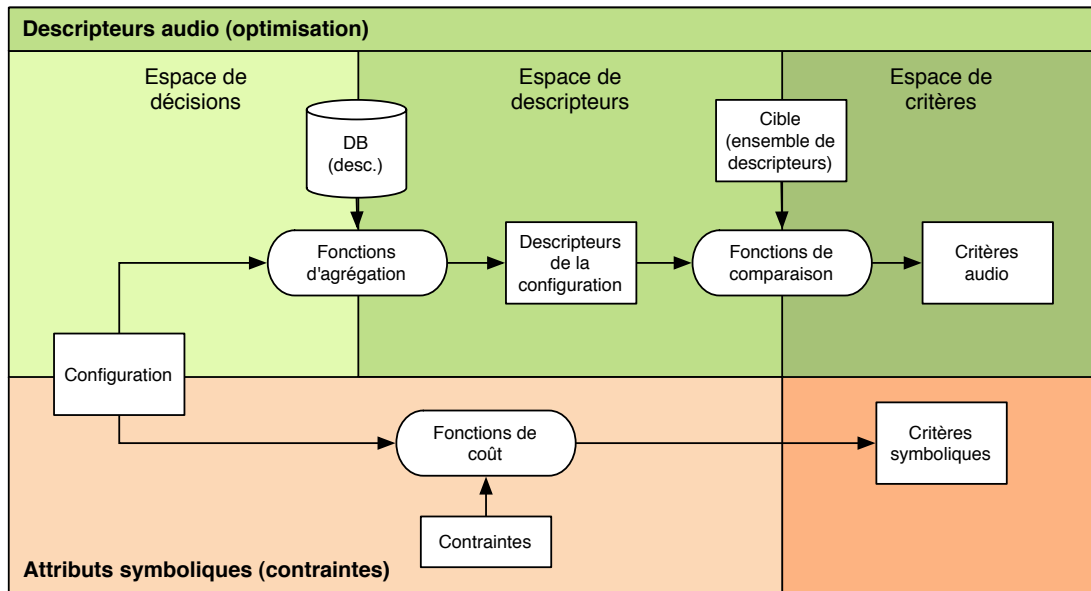 Descripteurs audio (optimisation)
Espace de
décisions
Espace de
descripteurs
Espace de
critères
DB
(desc.)
Cible
(ensemble de
descripteurs)
Fonctions
d'agrégation
Descripteurs
de la
configuration
Fonctions de
comparaison
Critères
audio
Configuration
Fonctions de
coût
Critères
symboliques
Contraintes
Attributs symboliques (contraintes)